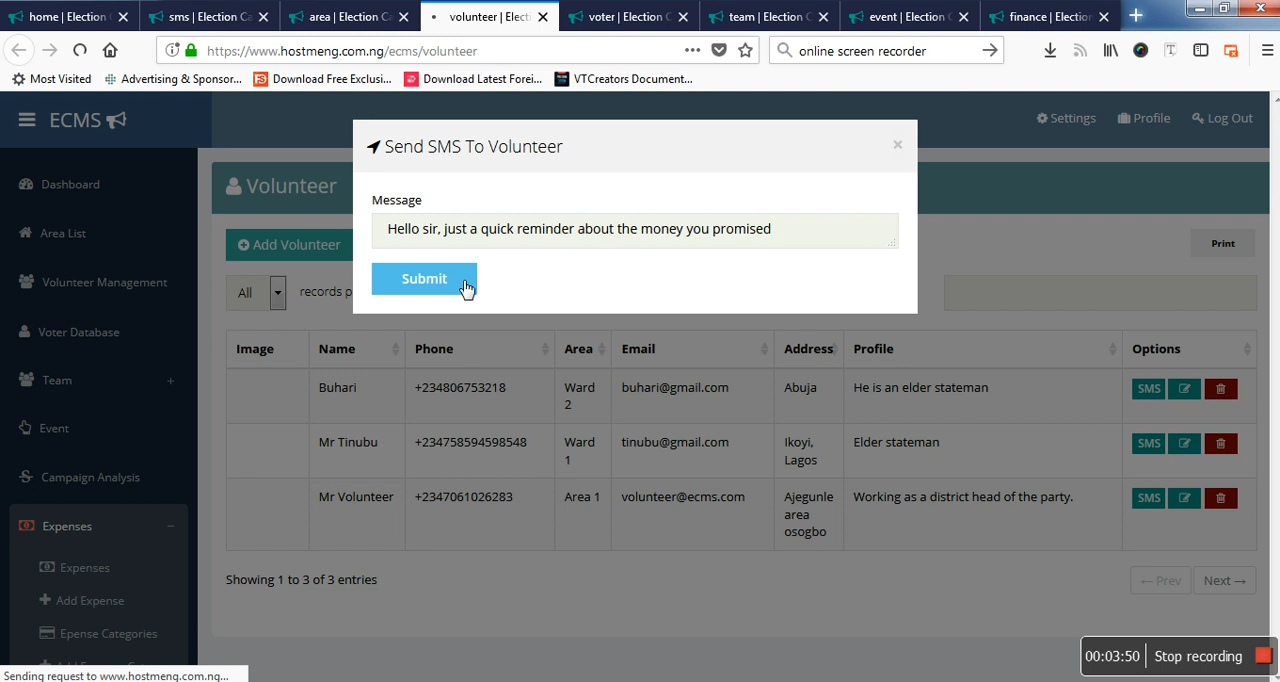 home | Election
sms | Election Ca
area | Election Ca
volunteer | Elect
voter | Election C
team | Election C
event | Election
finance | Election
https://www.hostmeng.com.ng/ecms/volunteer
online screen recorder
Most Visited
Advertising & Sponsor...
Download Free Exclusi...
Download Latest Forei...
VTCreators Document...
ECMS
Settings
Profile
Log Out
Send SMS To Volunteer
×
Message
Hello sir, just a quick reminder about the money you promised
Submit
Dashboard
Area List
Volunteer Management
Voter Database
Team +
Event
Campaign Analysis
Expenses −
Expenses
Add Expense
Epense Categories
Volunteer
Add Volunteer
Print
All records p
Image Name Phone Area Email Address Profile Options
Buhari +234806753218 Ward 2 buhari@gmail.com Abuja He is an elder stateman SMS
Mr Tinubu +234758594598548 Ward 1 tinubu@gmail.com Ikoyi, Lagos Elder stateman SMS
Mr Volunteer +2347061026283 Area 1 volunteer@ecms.com Ajegunle area osogbo Working as a district head of the party. SMS
Showing 1 to 3 of 3 entries
← Prev Next →
00:03:50 Stop recording
Sending request to www.hostmeng.com.ng...